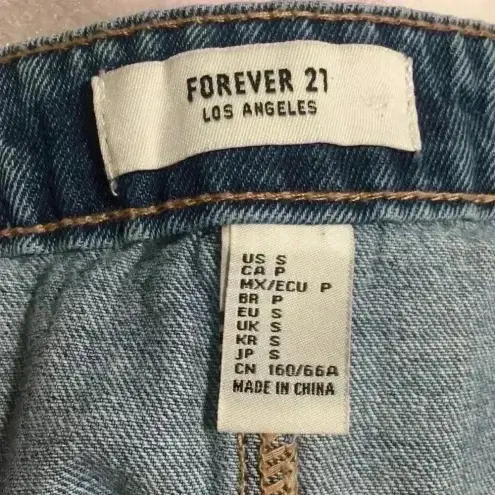 FOREVER 21
LOS ANGELES
US S
CA P
MX/ECU P
BR P
EU S
UK S
KR S
JP S
CN 160/66A
MADE IN CHINA